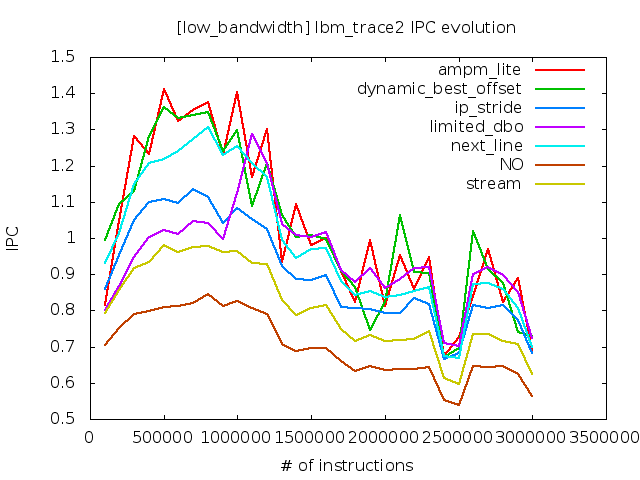 [low_bandwidth] lbm_trace2 IPC evolution
1.5
1.4
1.3
1.2
1.1
1
0.9
0.8
0.7
0.6
0.5
IPC
ampm_lite
dynamic_best_offset
ip_stride
limited_dbo
next_line
NO
stream
0 500000 1000000 1500000 2000000 2500000 3000000 3500000
# of instructions